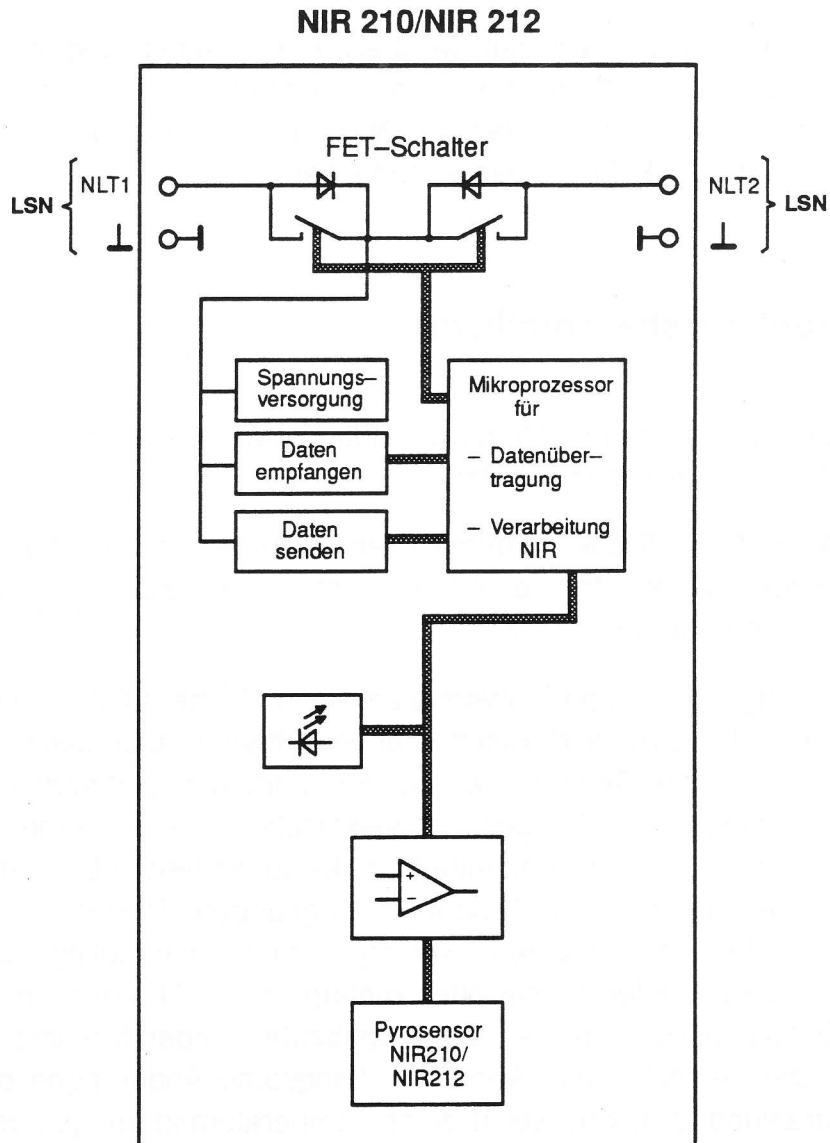 NIR 210/NIR 212
FET–Schalter
LSN
NLT1
NLT2
LSN
Spannungs–
versorgung
Daten
empfangen
Daten
senden
Mikroprozessor
für
– Datenüber–
tragung
– Verarbeitung
NIR
+
–
Pyrosensor
NIR210/
NIR212